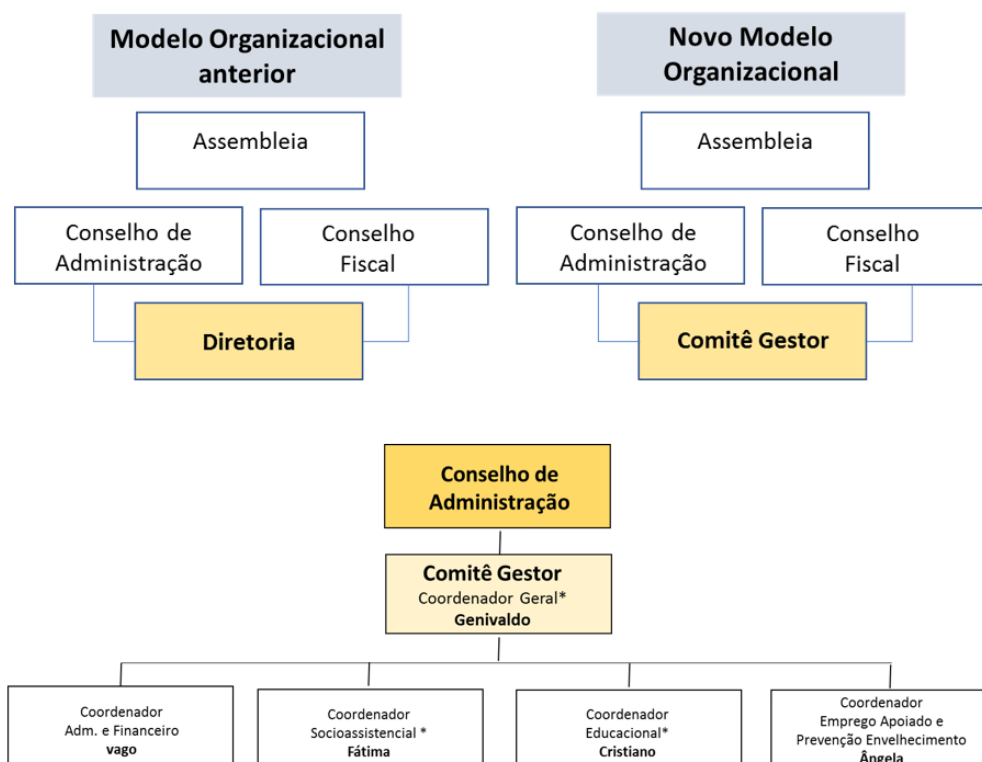 Modelo Organizacional
anterior
Assembleia
Conselho de
Administração
Conselho
Fiscal
Diretoria
Novo Modelo
Organizacional
Assembleia
Conselho de
Administração
Conselho
Fiscal
Comitê Gestor
Conselho de
Administração
Comitê Gestor
Coordenador Geral*
Genivaldo
Coordenador
Adm. e Financeiro
vago
Coordenador
Socioassistencial *
Fátima
Coordenador
Educacional*
Cristiano
Coordenador
Emprego Apoiado e
Prevenção Envelhecimento
Ângela